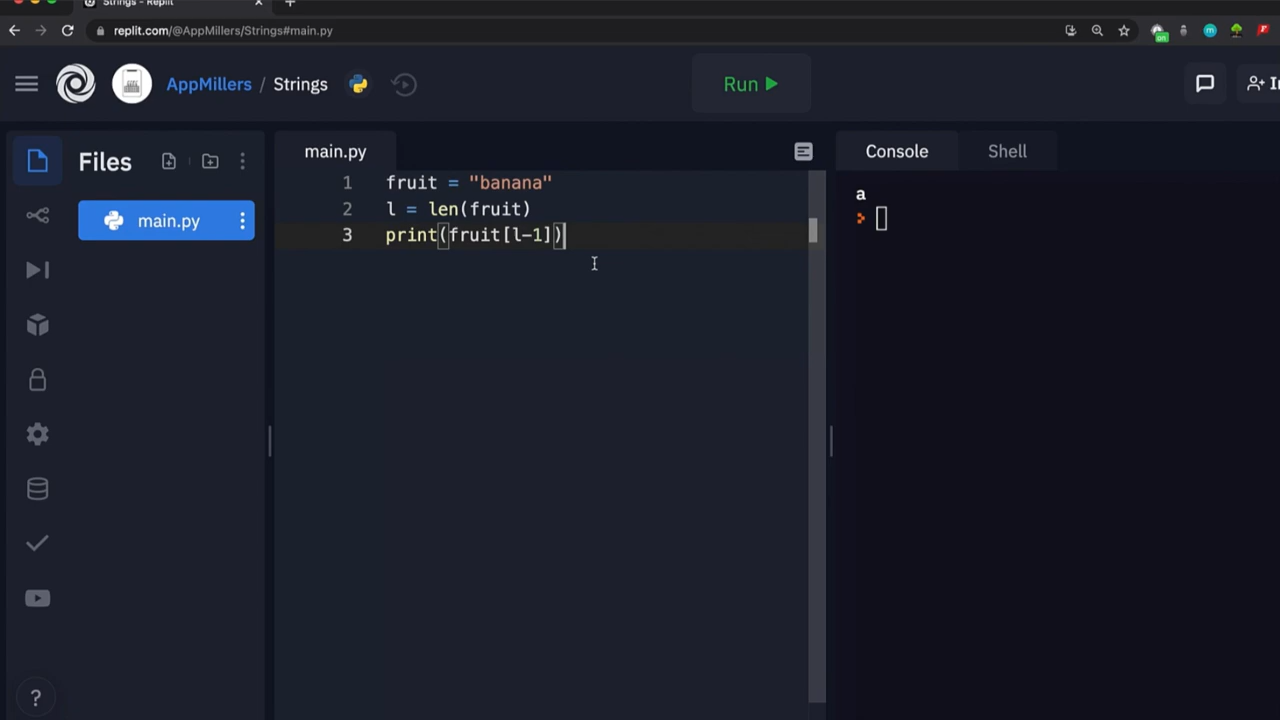 Strings - Replit
replit.com/@AppMillers/Strings#main.py
on
m
AppMillers / Strings
Run
Files
main.py
main.py
Console
Shell
1 fruit = "banana"
2 l = len(fruit)
3 print(fruit[l-1])
a
?